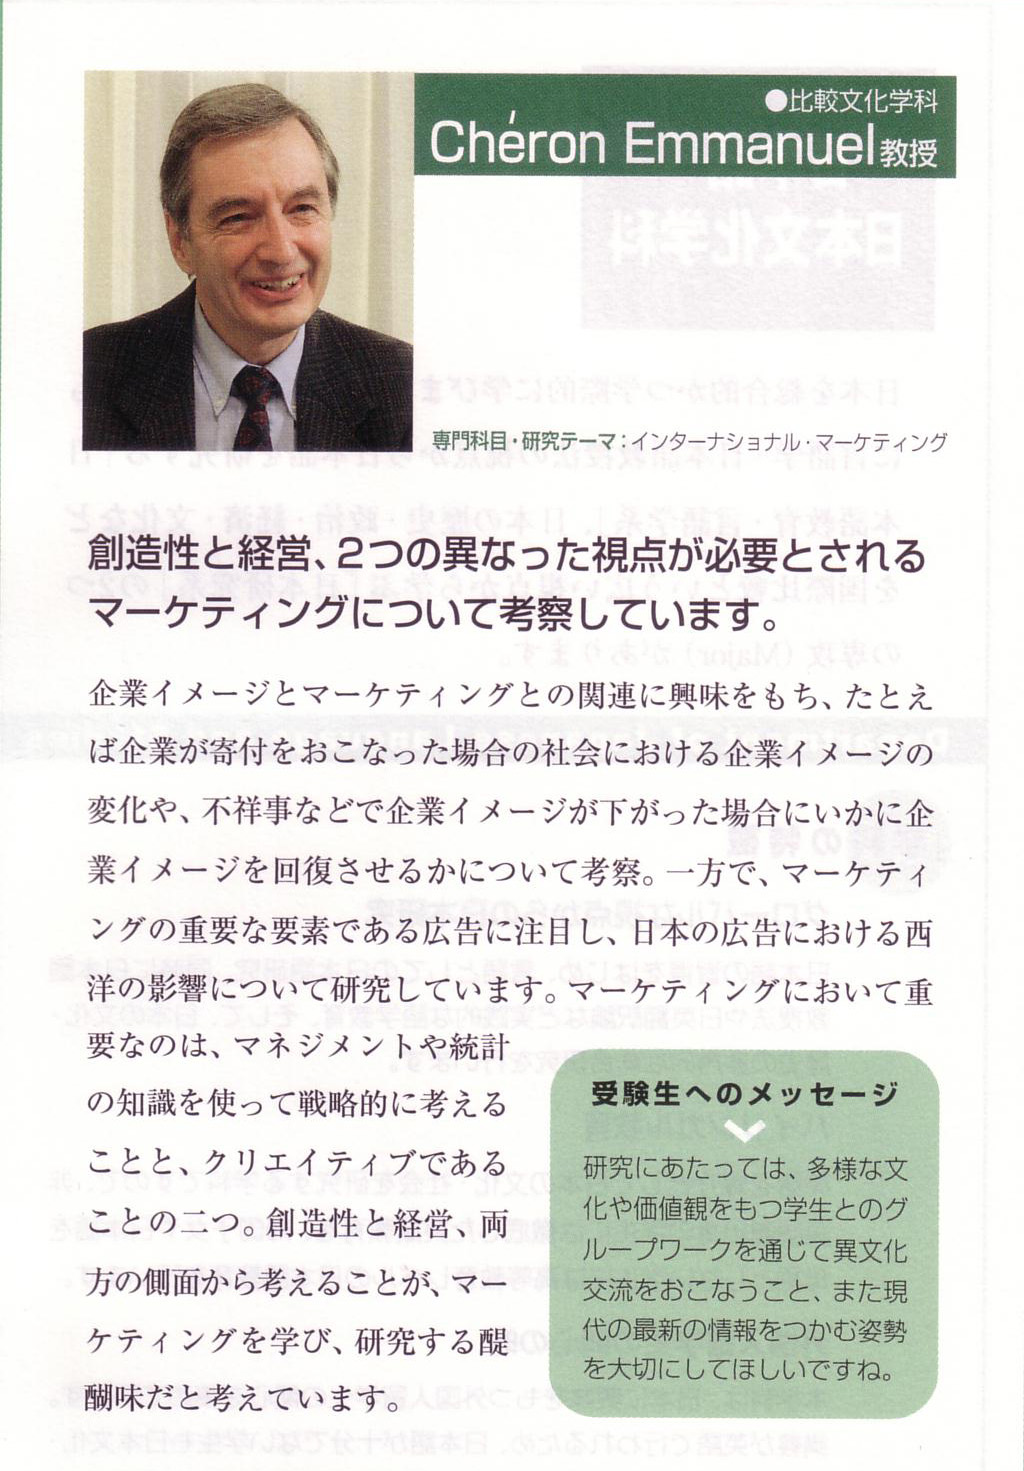 ●比較文化学科
Chéron Emmanuel教授
専門科目・研究テーマ：インターナショナル・マーケティング
創造性と経営、2つの異なった視点が必要とされる
マーケティングについて考察しています。
企業イメージとマーケティングとの関連に興味をもち、たとえ
ば企業が寄付をおこなった場合の社会における企業イメージの
変化や、不祥事などで企業イメージが下がった場合にいかに企
業イメージを回復させるかについて考察。一方で、マーケティ
ングの重要な要素である広告に注目し、日本の広告における西
洋の影響について研究しています。マーケティングにおいて重
要なのは、マネジメントや統計
の知識を使って戦略的に考える
ことと、クリエイティブである
ことの二つ。創造性と経営、両
方の側面から考えることが、マー
ケティングを学び、研究する醍
醐味だと考えています。
受験生へのメッセージ
研究にあたっては、多様な文
化や価値観をもつ学生とのグ
ループワークを通じて異文化
交流をおこなうこと、また現
代の最新の情報をつかむ姿勢
を大切にしてほしいですね。